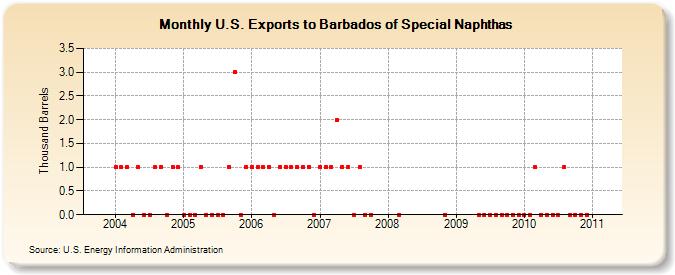 Monthly U.S. Exports to Barbados of Special Naphthas
Thousand Barrels
3.5
3.0
2.5
2.0
1.5
1.0
0.5
0.0
2004 2005 2006 2007 2008 2009 2010 2011
Source: U.S. Energy Information Administration